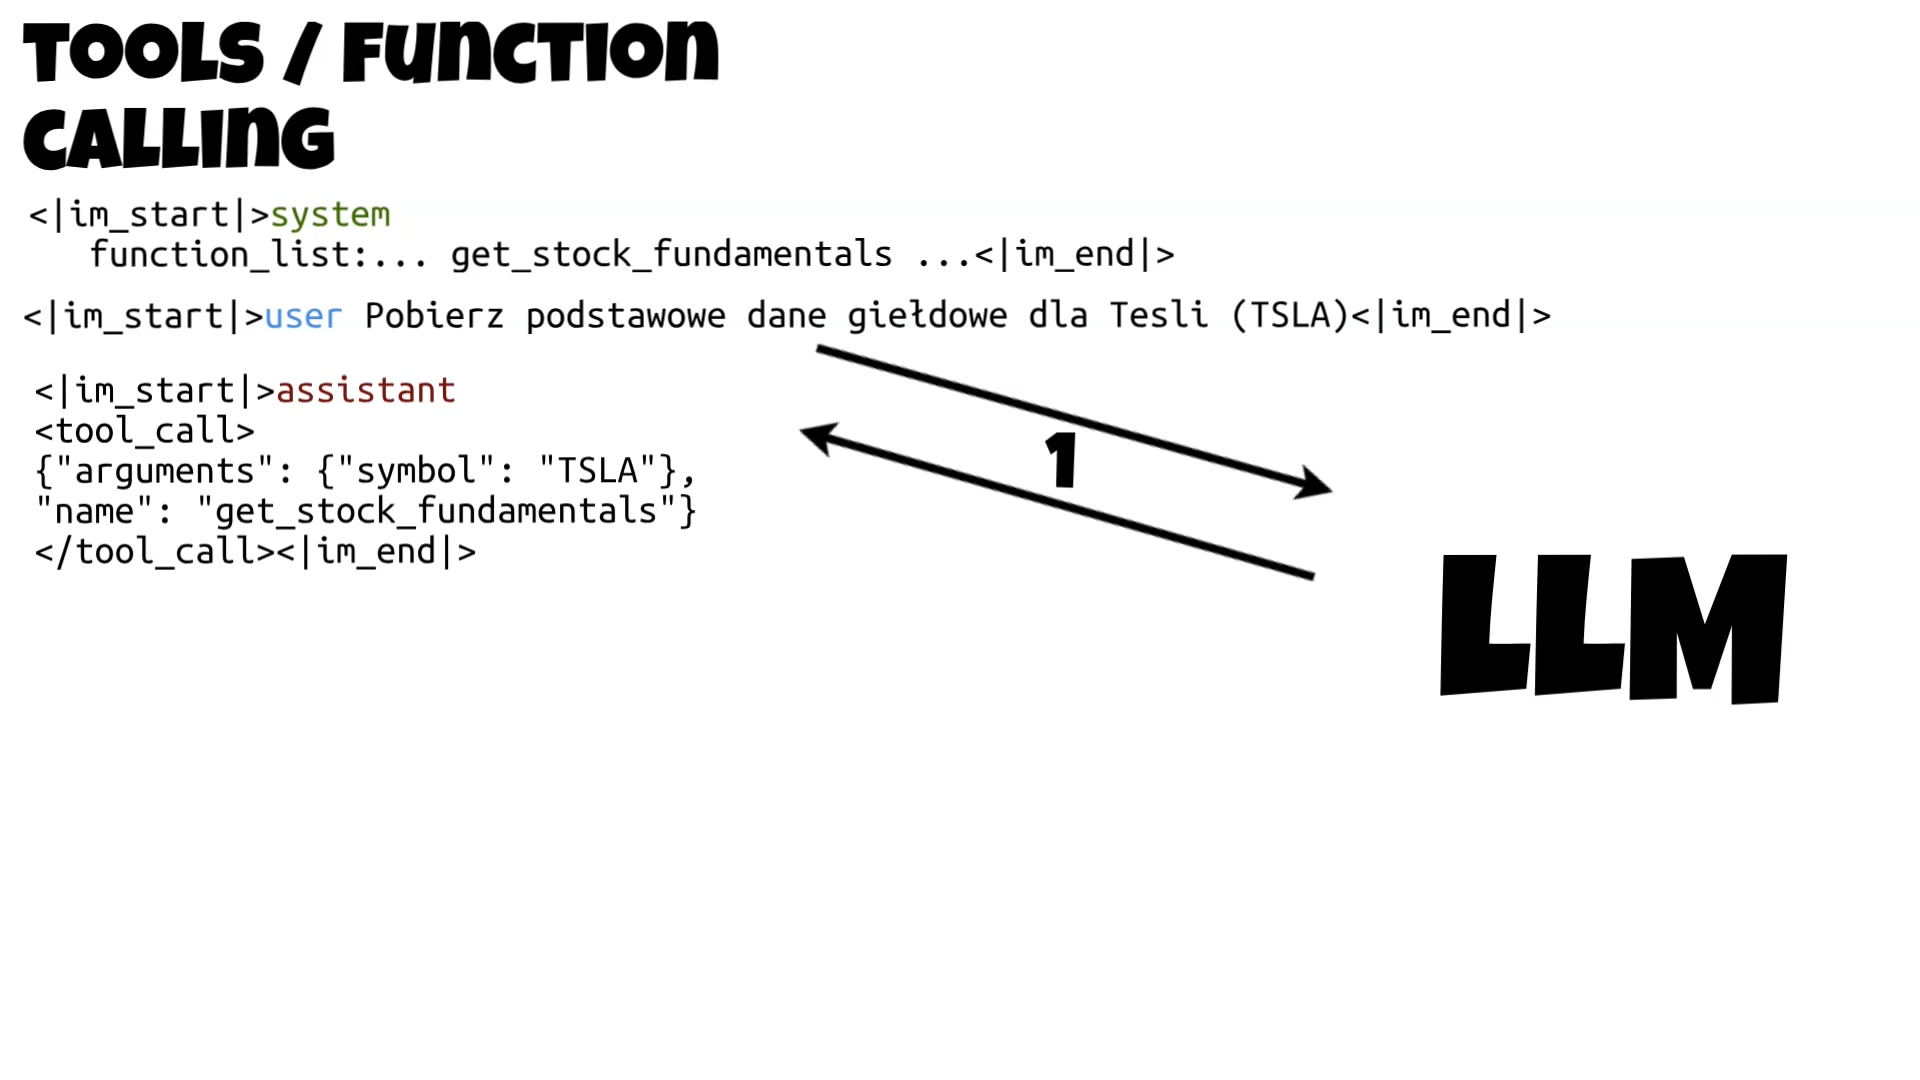 TOOLS / FUNCTION
CALLING
<|im_start|>system
function_list:... get_stock_fundamentals ...<|im_end|>
<|im_start|>user Pobierz podstawowe dane giełdowe dla Tesli (TSLA)<|im_end|>
<|im_start|>assistant
<tool_call>
{"arguments": {"symbol": "TSLA"},
"name": "get_stock_fundamentals"}
</tool_call><|im_end|>
1
LLM